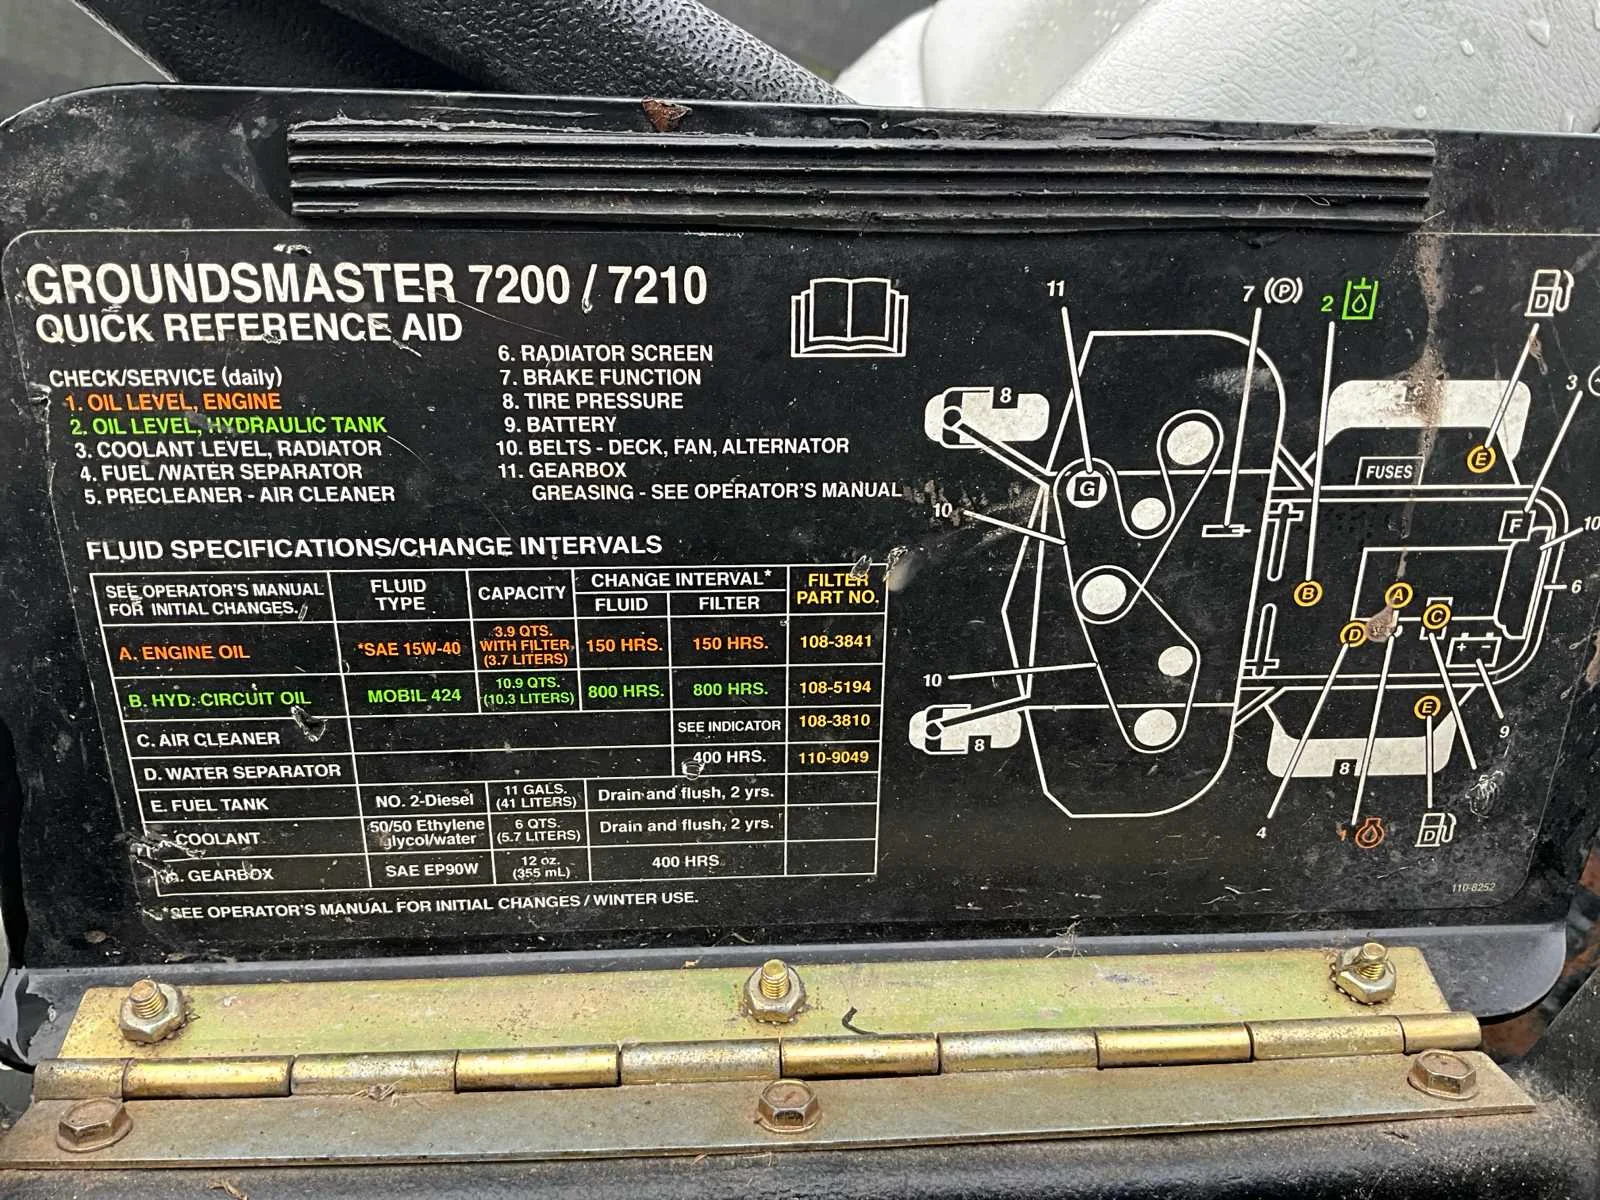 GROUNDSMASTER 7200 / 7210
QUICK REFERENCE AID
CHECK/SERVICE (daily)
1. OIL LEVEL, ENGINE
2. OIL LEVEL, HYDRAULIC TANK
3. COOLANT LEVEL, RADIATOR
4. FUEL /WATER SEPARATOR
5. PRECLEANER - AIR CLEANER
6. RADIATOR SCREEN
7. BRAKE FUNCTION
8. TIRE PRESSURE
9. BATTERY
10. BELTS - DECK, FAN, ALTERNATOR
11. GEARBOX
GREASING - SEE OPERATOR'S MANUAL
FLUID SPECIFICATIONS/CHANGE INTERVALS
SEE OPERATOR'S MANUAL
FOR INITIAL CHANGES.
FLUID
TYPE
CAPACITY
CHANGE INTERVAL*
FLUID
FILTER
FILTER
PART NO.
A. ENGINE OIL
*SAE 15W-40
3.9 QTS.
WITH FILTER
(3.7 LITERS)
150 HRS.
150 HRS.
108-3841
B. HYD. CIRCUIT OIL
MOBIL 424
10.9 QTS.
(10.3 LITERS)
800 HRS.
800 HRS.
108-5194
C. AIR CLEANER
SEE INDICATOR
108-3810
D. WATER SEPARATOR
400 HRS.
110-9049
E. FUEL TANK
NO. 2-Diesel
11 GALS.
(41 LITERS)
Drain and flush, 2 yrs.
COOLANT
50/50 Ethylene
glycol/water
6 QTS.
(5.7 LITERS)
Drain and flush, 2 yrs.
G. GEARBOX
SAE EP90W
12 oz.
(355 mL)
400 HRS.
*SEE OPERATOR'S MANUAL FOR INITIAL CHANGES / WINTER USE.
11
7 (P)
2
D
3
8
L
E
FUSES
G
10
F
10
B
A
C
6
D
+ -
10
E
8
9
8
5
4
1
D
110-8252